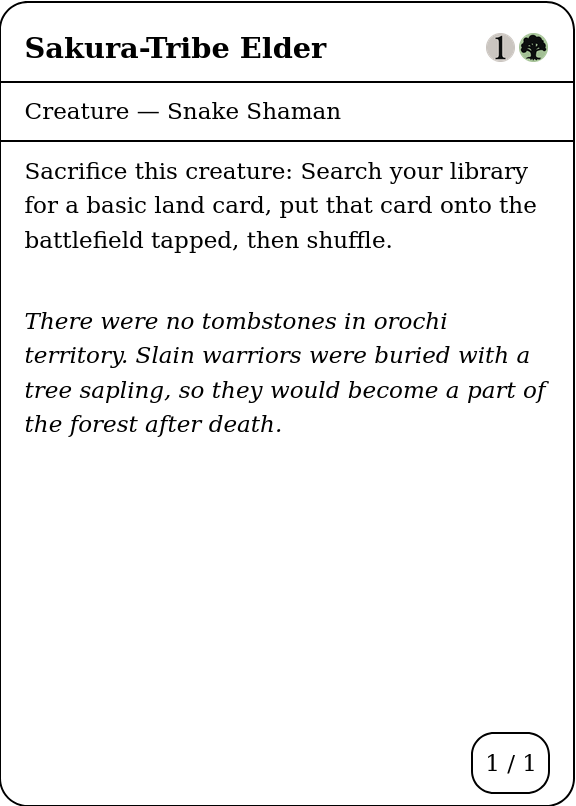 Sakura-Tribe Elder 1
Creature — Snake Shaman
Sacrifice this creature: Search your library
for a basic land card, put that card onto the
battlefield tapped, then shuffle.
There were no tombstones in orochi
territory. Slain warriors were buried with a
tree sapling, so they would become a part of
the forest after death.
1 / 1